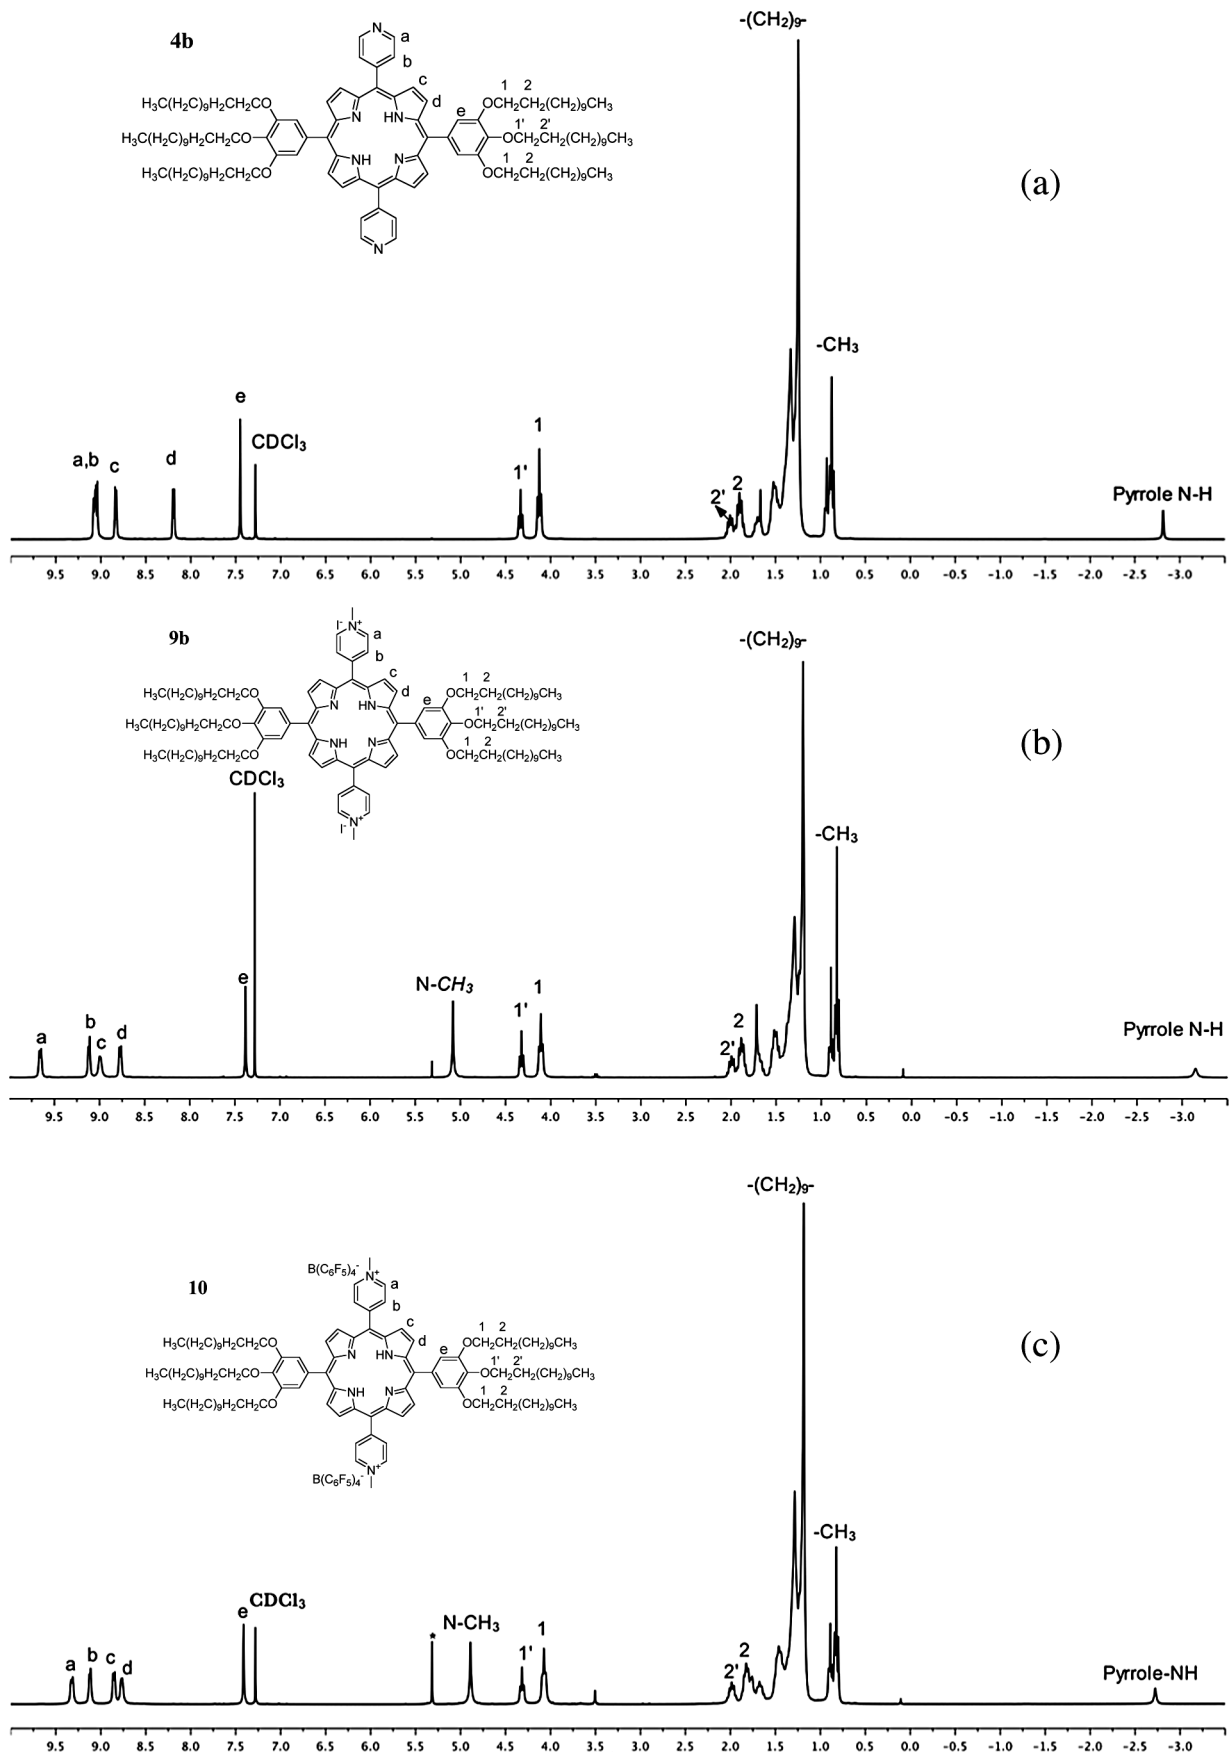 -(CH₂)₉-
4b
N
a
b
c
d
N
HN
NH
N
N
H₃C(H₂C)₉H₂CH₂CO
H₃C(H₂C)₉H₂CH₂CO
H₃C(H₂C)₉H₂CH₂CO
e
1 2
OCH₂CH₂(CH₂)₉CH₃
1' 2'
OCH₂CH₂(CH₂)₉CH₃
1 2
OCH₂CH₂(CH₂)₉CH₃
(a)
-CH₃
e
CDCl₃
a,b
c
d
1
1'
2'
2
Pyrrole N-H
9.5 9.0 8.5 8.0 7.5 7.0 6.5 6.0 5.5 5.0 4.5 4.0 3.5 3.0 2.5 2.0 1.5 1.0 0.5 0.0 -0.5 -1.0 -1.5 -2.0 -2.5 -3.0
-(CH₂)₉-
9b
I⁻
N⁺
a
b
c
d
N
HN
NH
N
I⁻
N⁺
H₃C(H₂C)₉H₂CH₂CO
H₃C(H₂C)₉H₂CH₂CO
H₃C(H₂C)₉H₂CH₂CO
e
1 2
OCH₂CH₂(CH₂)₉CH₃
1' 2'
OCH₂CH₂(CH₂)₉CH₃
1 2
OCH₂CH₂(CH₂)₉CH₃
(b)
CDCl₃
-CH₃
e
N-CH₃
1
1'
a
b
c
d
2'
2
Pyrrole N-H
9.5 9.0 8.5 8.0 7.5 7.0 6.5 6.0 5.5 5.0 4.5 4.0 3.5 3.0 2.5 2.0 1.5 1.0 0.5 0.0 -0.5 -1.0 -1.5 -2.0 -2.5 -3.0
-(CH₂)₉-
10
B(C₆F₅)₄⁻
N⁺
a
b
c
d
N
HN
NH
N
B(C₆F₅)₄⁻
N⁺
H₃C(H₂C)₉H₂CH₂CO
H₃C(H₂C)₉H₂CH₂CO
H₃C(H₂C)₉H₂CH₂CO
e
1 2
OCH₂CH₂(CH₂)₉CH₃
1' 2'
OCH₂CH₂(CH₂)₉CH₃
1 2
OCH₂CH₂(CH₂)₉CH₃
(c)
-CH₃
e
CDCl₃
*
N-CH₃
1
1'
a
b
c
d
2'
2
Pyrrole-NH
9.5 9.0 8.5 8.0 7.5 7.0 6.5 6.0 5.5 5.0 4.5 4.0 3.5 3.0 2.5 2.0 1.5 1.0 0.5 0.0 -0.5 -1.0 -1.5 -2.0 -2.5 -3.0